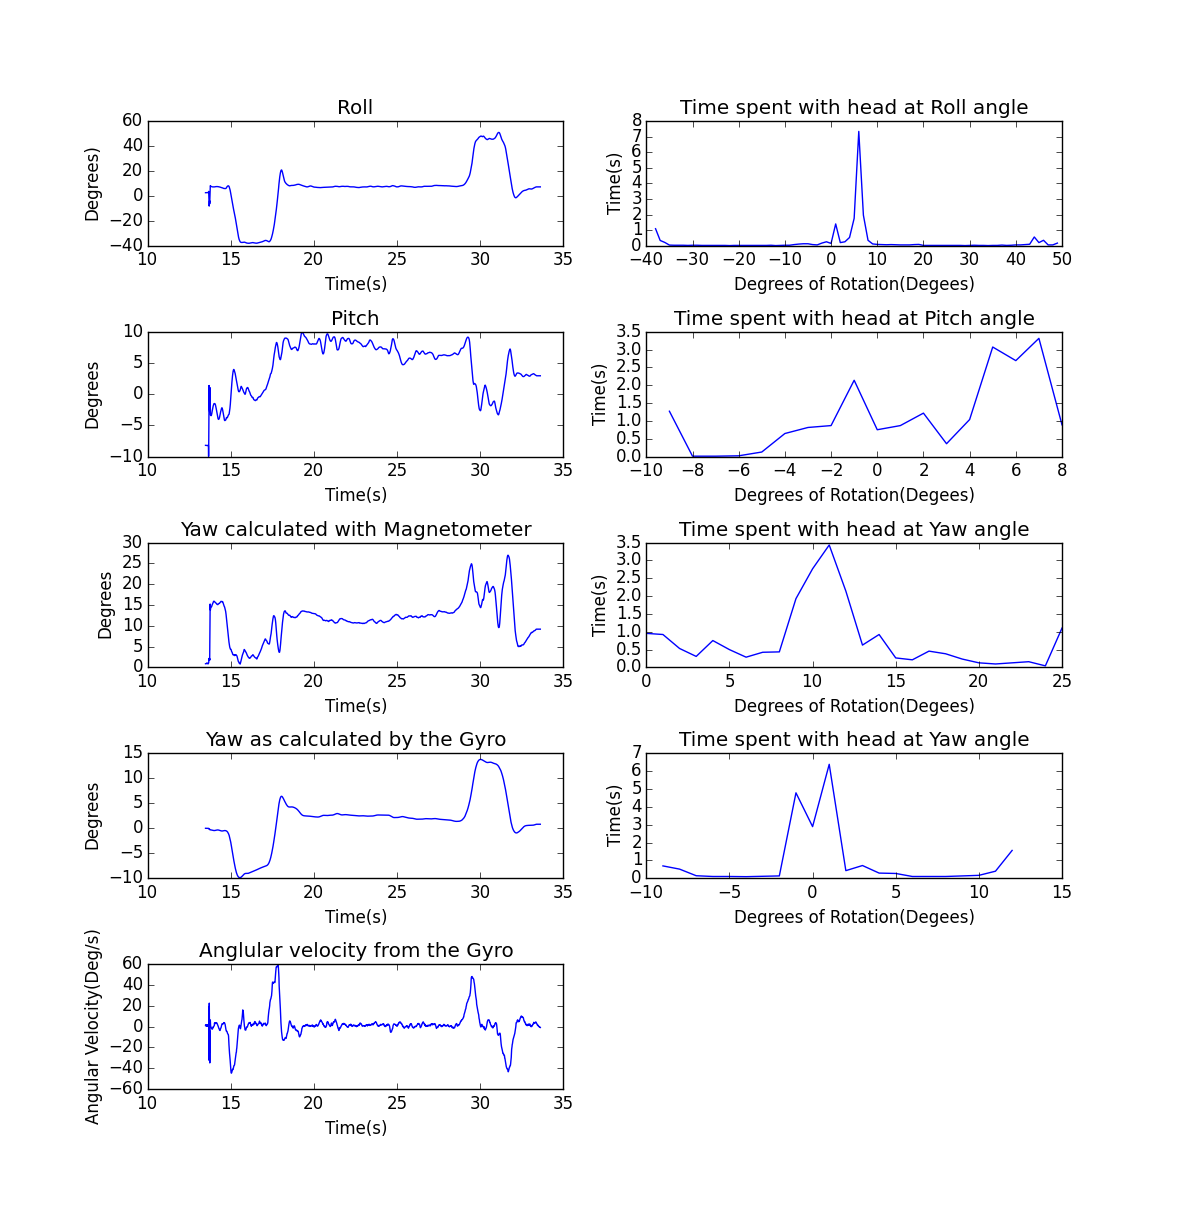 Roll
Degrees)
60
40
20
0
−20
−40
10 15 20 25 30 35
Time(s)
Time spent with head at Roll angle
Time(s)
8
7
6
5
4
3
2
1
0
−40 −30 −20 −10 0 10 20 30 40 50
Degrees of Rotation(Degees)
Pitch
Degrees
10
5
0
−5
−10
10 15 20 25 30 35
Time(s)
Time spent with head at Pitch angle
Time(s)
3.5
3.0
2.5
2.0
1.5
1.0
0.5
0.0
−10 −8 −6 −4 −2 0 2 4 6 8
Degrees of Rotation(Degees)
Yaw calculated with Magnetometer
Degrees
30
25
20
15
10
5
0
10 15 20 25 30 35
Time(s)
Time spent with head at Yaw angle
Time(s)
3.5
3.0
2.5
2.0
1.5
1.0
0.5
0.0
0 5 10 15 20 25
Degrees of Rotation(Degees)
Yaw as calculated by the Gyro
Degrees
15
10
5
0
−5
−10
10 15 20 25 30 35
Time(s)
Time spent with head at Yaw angle
Time(s)
7
6
5
4
3
2
1
0
−10 −5 0 5 10 15
Degrees of Rotation(Degees)
Anglular velocity from the Gyro
Angular Velocity(Deg/s)
60
40
20
0
−20
−40
−60
10 15 20 25 30 35
Time(s)